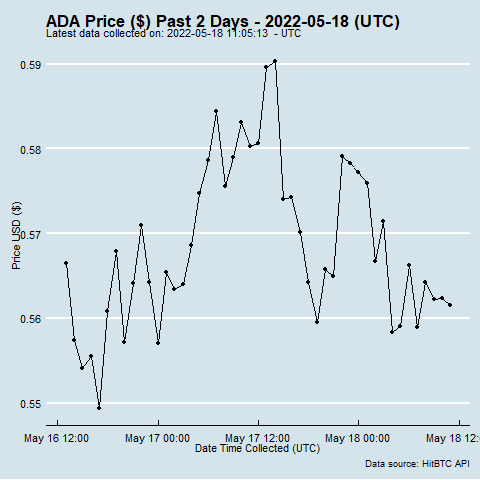 ADA Price ($) Past 2 Days - 2022-05-18 (UTC)
Latest data collected on: 2022-05-18 11:05:13 - UTC
0.59
0.58
0.57
0.56
0.55
Price USD ($)
May 16 12:00
May 17 00:00
May 17 12:00
May 18 00:00
May 18 12:0
Date Time Collected (UTC)
Data source: HitBTC API